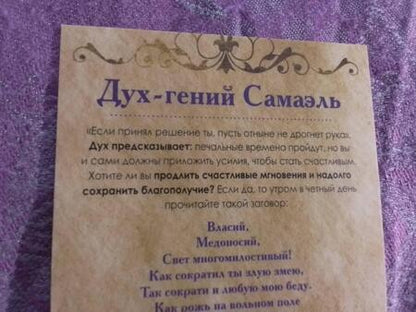 Дух-гений Самаэль
«Если принял решение ты, пусть отныне не дрогнет рука».
Дух предсказывает: печальные времена пройдут, но вы
и сами должны приложить усилия, чтобы стать счастливым.
Хотите ли вы продлить счастливые мгновения и надолго
сохранить благополучие? Если да, то утром в четный день
прочитайте такой заговор:
Власий,
Медоносий,
Свет многомилостивый!
Как сократил ты злую змею,
Так сократи и любую мою беду.
Как рожь на вольном поле